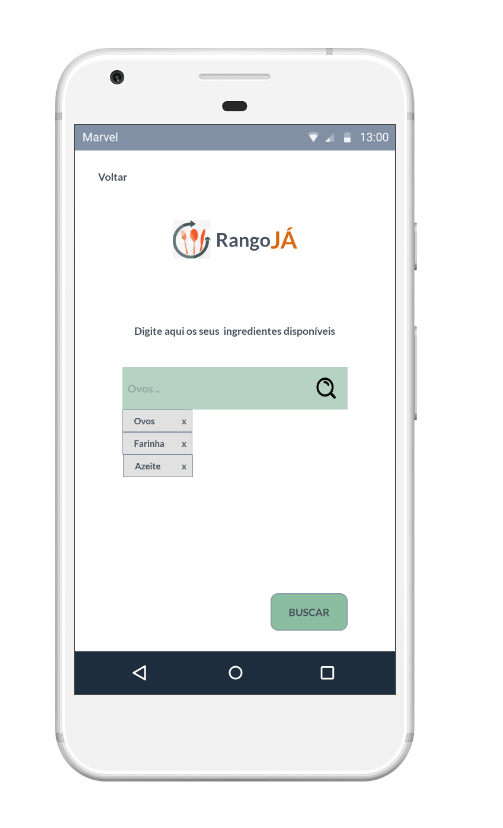 Marvel 13:00
Voltar
RangoJÁ
Digite aqui os seus ingredientes disponíveis
Ovos ..
Ovos x
Farinha x
Azeite x
BUSCAR